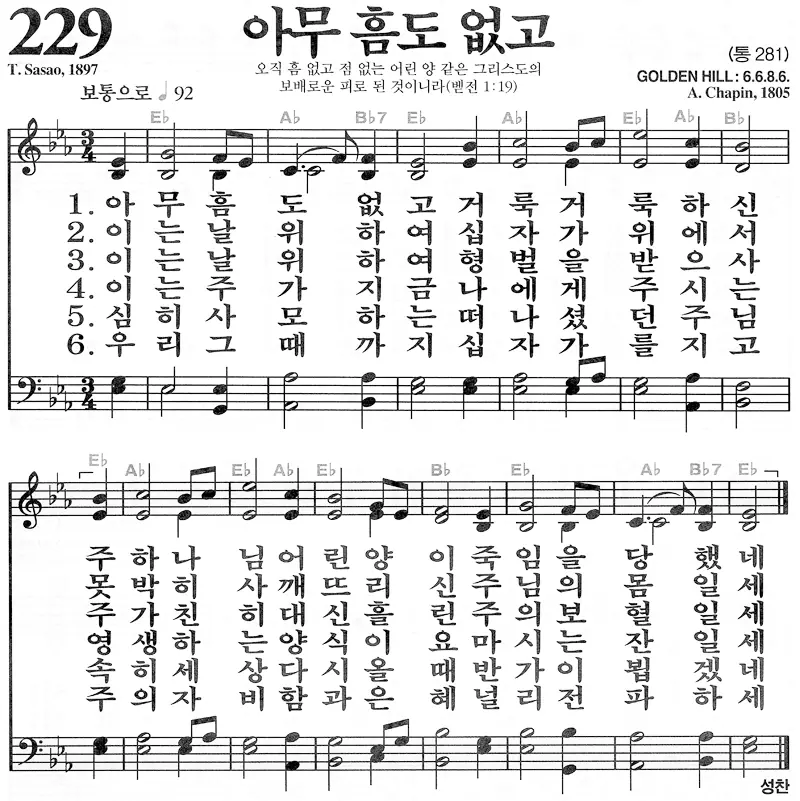 229
아무 흠도 없고
(통 281)
T. Sasao, 1897
오직 흠 없고 점 없는 어린 양 같은 그리스도의
보배로운 피로 된 것이니라(벧전 1:19)
GOLDEN HILL: 6.6.8.6.
A. Chapin, 1805
보통으로 ♩92
E♭ A♭ B♭7 E♭ A♭ E♭ A♭ B♭
3/4
1. 아 무 흠 도 없 고 거 룩 거 룩 하 신
2. 이 는 날 위 하 여 십 자 가 위 에 서
3. 이 는 날 위 하 여 형 벌 을 받 으 사
4. 이 는 주 가 지 금 나 에 게 주 시 는
5. 심 히 사 모 하 는 떠 나 셨 던 주 님
6. 우 리 그 때 까 지 십 자 가 를 지 고
3/4
E♭ A♭ E♭ A♭ E♭ B♭ E♭ A♭ B♭7 E♭
주 하 나 님 어 린 양 이 죽 임 을 당 했 네
못 박 히 사 깨 뜨 리 신 주 님 의 몸 일 세
주 가 친 히 대 신 흘 린 주 의 보 혈 일 세
영 생 하 는 양 식 이 요 마 시 는 잔 일 세
속 히 세 상 다 시 올 때 반 가 이 뵙 겠 네
주 의 자 비 함 과 은 혜 널 리 전 파 하 세
성찬